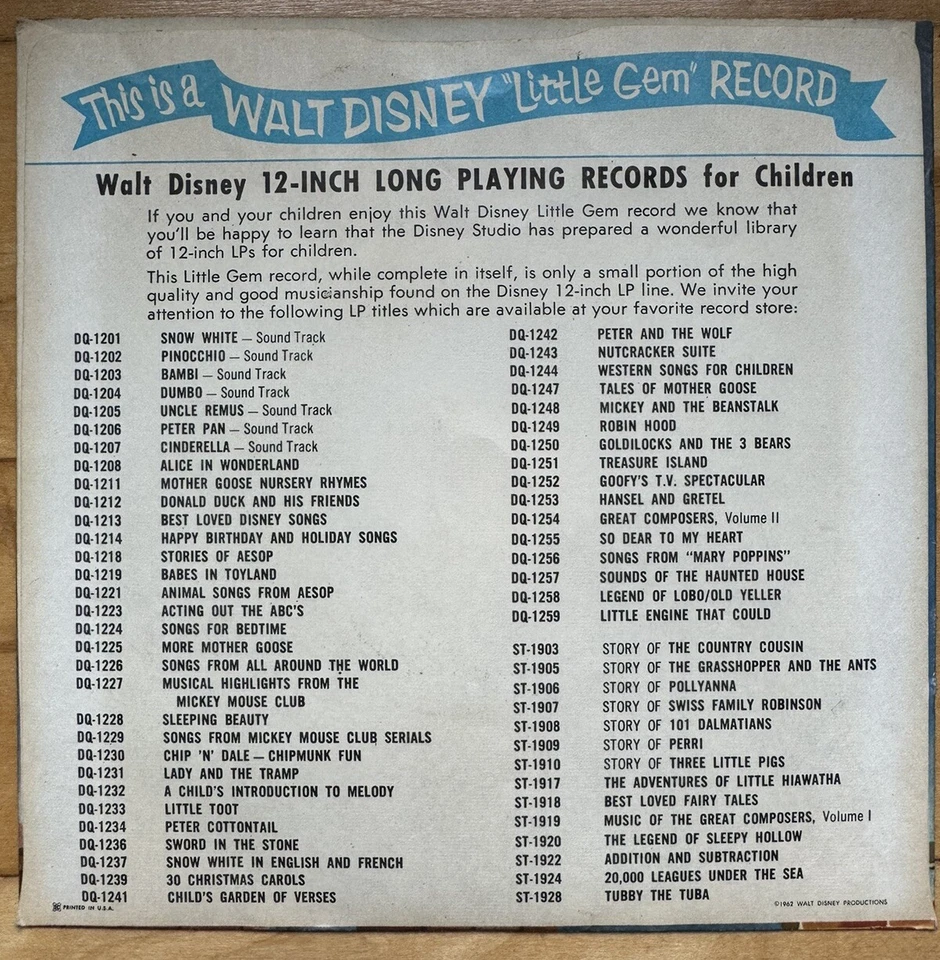 This is a WALT DISNEY "Little Gem" RECORD
Walt Disney 12-INCH LONG PLAYING RECORDS for Children
If you and your children enjoy this Walt Disney Little Gem record we know that
you'll be happy to learn that the Disney Studio has prepared a wonderful library
of 12-inch LPs for children.
This Little Gem record, while complete in itself, is only a small portion of the high
quality and good musicianship found on the Disney 12-inch LP line. We invite your
attention to the following LP titles which are available at your favorite record store:
DQ-1201 SNOW WHITE — Sound Track
DQ-1202 PINOCCHIO — Sound Track
DQ-1203 BAMBI — Sound Track
DQ-1204 DUMBO — Sound Track
DQ-1205 UNCLE REMUS — Sound Track
DQ-1206 PETER PAN — Sound Track
DQ-1207 CINDERELLA — Sound Track
DQ-1208 ALICE IN WONDERLAND
DQ-1211 MOTHER GOOSE NURSERY RHYMES
DQ-1212 DONALD DUCK AND HIS FRIENDS
DQ-1213 BEST LOVED DISNEY SONGS
DQ-1214 HAPPY BIRTHDAY AND HOLIDAY SONGS
DQ-1218 STORIES OF AESOP
DQ-1219 BABES IN TOYLAND
DQ-1221 ANIMAL SONGS FROM AESOP
DQ-1223 ACTING OUT THE ABC'S
DQ-1224 SONGS FOR BEDTIME
DQ-1225 MORE MOTHER GOOSE
DQ-1226 SONGS FROM ALL AROUND THE WORLD
DQ-1227 MUSICAL HIGHLIGHTS FROM THE
MICKEY MOUSE CLUB
DQ-1228 SLEEPING BEAUTY
DQ-1229 SONGS FROM MICKEY MOUSE CLUB SERIALS
DQ-1230 CHIP 'N' DALE — CHIPMUNK FUN
DQ-1231 LADY AND THE TRAMP
DQ-1232 A CHILD'S INTRODUCTION TO MELODY
DQ-1233 LITTLE TOOT
DQ-1234 PETER COTTONTAIL
DQ-1236 SWORD IN THE STONE
DQ-1237 SNOW WHITE IN ENGLISH AND FRENCH
DQ-1239 30 CHRISTMAS CAROLS
DQ-1241 CHILD'S GARDEN OF VERSES
DQ-1242 PETER AND THE WOLF
DQ-1243 NUTCRACKER SUITE
DQ-1244 WESTERN SONGS FOR CHILDREN
DQ-1247 TALES OF MOTHER GOOSE
DQ-1248 MICKEY AND THE BEANSTALK
DQ-1249 ROBIN HOOD
DQ-1250 GOLDILOCKS AND THE 3 BEARS
DQ-1251 TREASURE ISLAND
DQ-1252 GOOFY'S T.V. SPECTACULAR
DQ-1253 HANSEL AND GRETEL
DQ-1254 GREAT COMPOSERS, Volume II
DQ-1255 SO DEAR TO MY HEART
DQ-1256 SONGS FROM "MARY POPPINS"
DQ-1257 SOUNDS OF THE HAUNTED HOUSE
DQ-1258 LEGEND OF LOBO/OLD YELLER
DQ-1259 LITTLE ENGINE THAT COULD
ST-1903 STORY OF THE COUNTRY COUSIN
ST-1905 STORY OF THE GRASSHOPPER AND THE ANTS
ST-1906 STORY OF POLLYANNA
ST-1907 STORY OF SWISS FAMILY ROBINSON
ST-1908 STORY OF 101 DALMATIANS
ST-1909 STORY OF PERRI
ST-1910 STORY OF THREE LITTLE PIGS
ST-1917 THE ADVENTURES OF LITTLE HIAWATHA
ST-1918 BEST LOVED FAIRY TALES
ST-1919 MUSIC OF THE GREAT COMPOSERS, Volume I
ST-1920 THE LEGEND OF SLEEPY HOLLOW
ST-1922 ADDITION AND SUBTRACTION
ST-1924 20,000 LEAGUES UNDER THE SEA
ST-1928 TUBBY THE TUBA
PRINTED IN U.S.A.
©1962 WALT DISNEY PRODUCTIONS